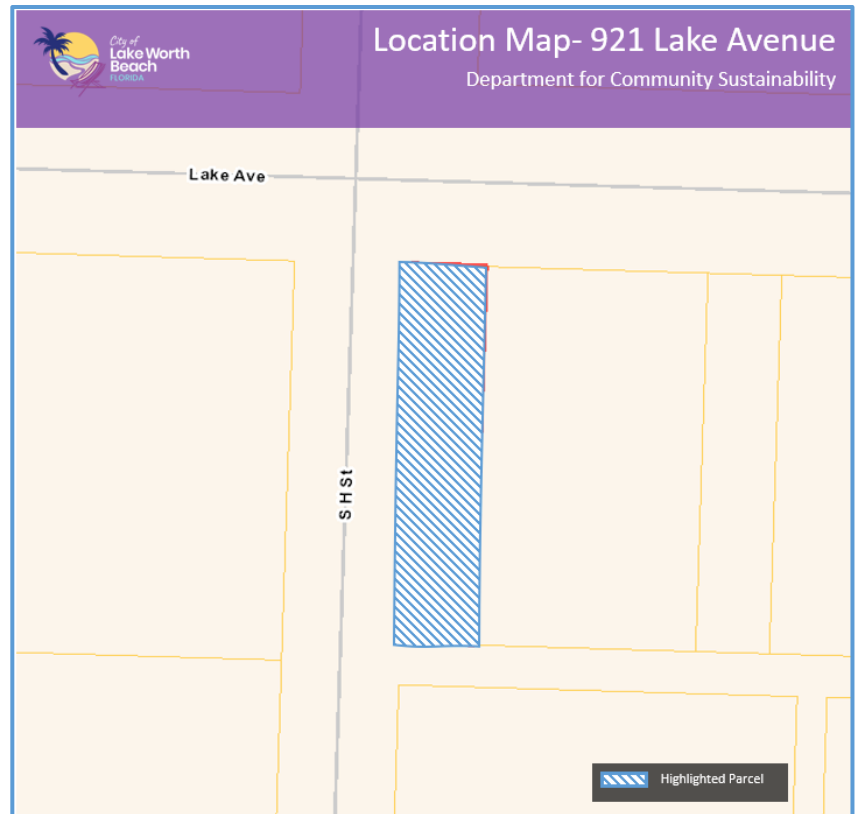 City of
Lake Worth
Beach
FLORIDA
Location Map- 921 Lake Avenue
Department for Community Sustainability
Lake Ave
S H St
Highlighted Parcel